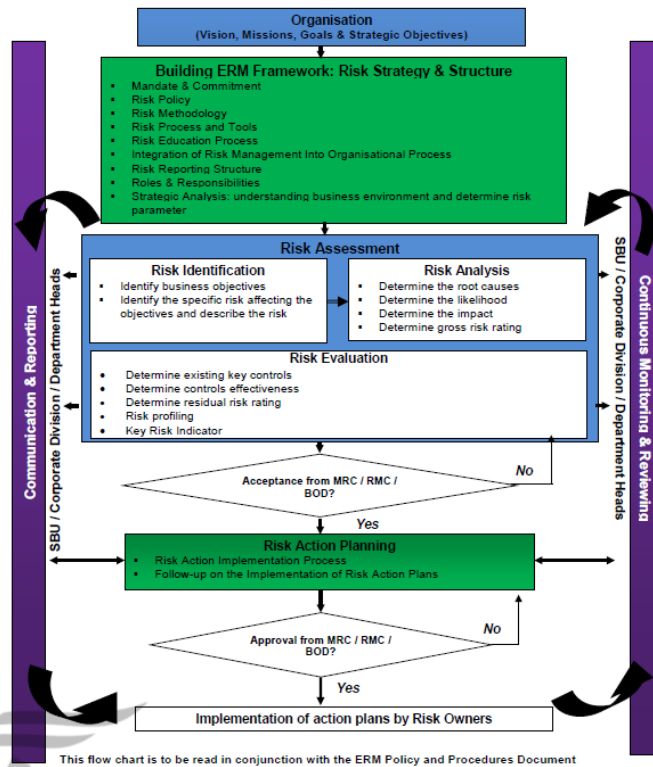 Organisation
(Vision, Missions, Goals & Strategic Objectives)
Building ERM Framework: Risk Strategy & Structure
▪ Mandate & Commitment
▪ Risk Policy
▪ Risk Methodology
▪ Risk Process and Tools
▪ Risk Education Process
▪ Integration of Risk Management Into Organisational Process
▪ Risk Reporting Structure
▪ Roles & Responsibilities
▪ Strategic Analysis: understanding business environment and determine risk
parameter
Communication & Reporting
SBU / Corporate Division / Department Heads
Risk Assessment
Risk Identification
▪ Identify business objectives
▪ Identify the specific risk affecting the
objectives and describe the risk
Risk Analysis
▪ Determine the root causes
▪ Determine the likelihood
▪ Determine the impact
▪ Determine gross risk rating
Risk Evaluation
● Determine existing key controls
● Determine controls effectiveness
● Determine residual risk rating
● Risk profiling
● Key Risk Indicator
SBU / Corporate Division / Department Heads
Continuous Monitoring & Reviewing
Acceptance from MRC / RMC /
BOD?
No
Yes
Risk Action Planning
▪ Risk Action Implementation Process
▪ Follow-up on the Implementation of Risk Action Plans
Approval from MRC / RMC /
BOD?
No
Yes
Implementation of action plans by Risk Owners
This flow chart is to be read in conjunction with the ERM Policy and Procedures Document